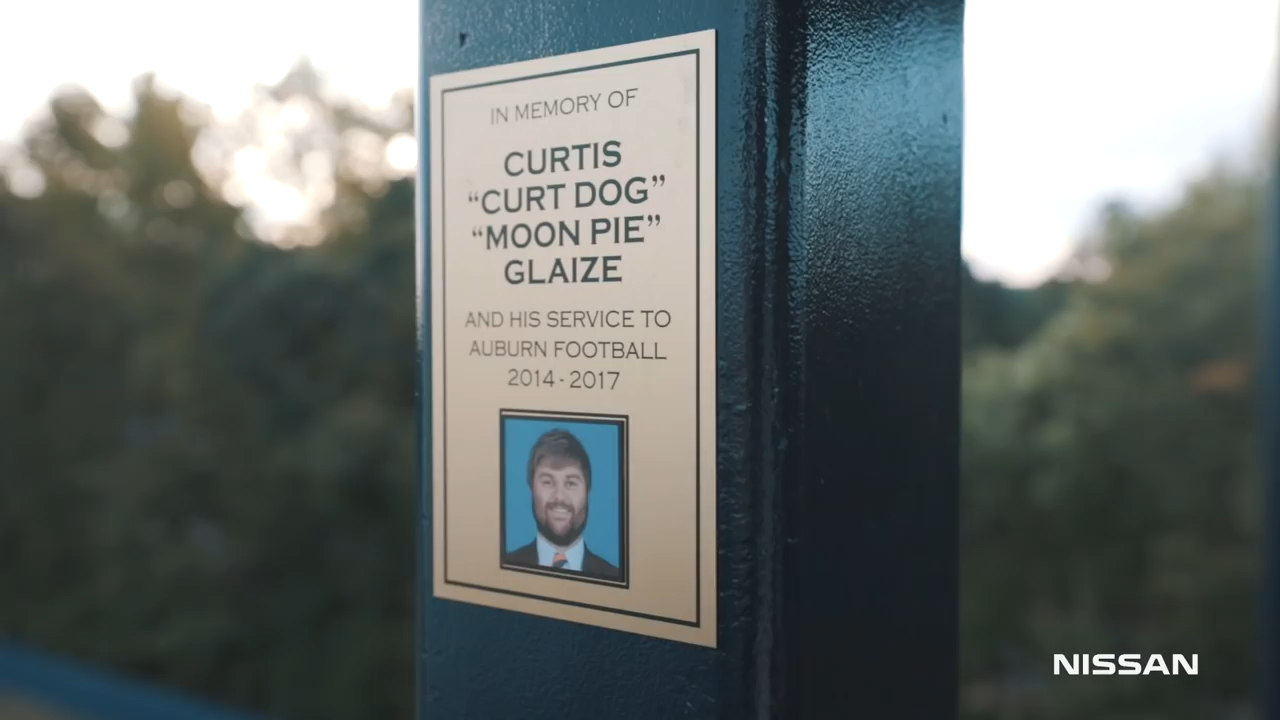 IN MEMORY OF
CURTIS
“CURT DOG”
“MOON PIE”
GLAIZE
AND HIS SERVICE TO
AUBURN FOOTBALL
2014 - 2017
NISSAN